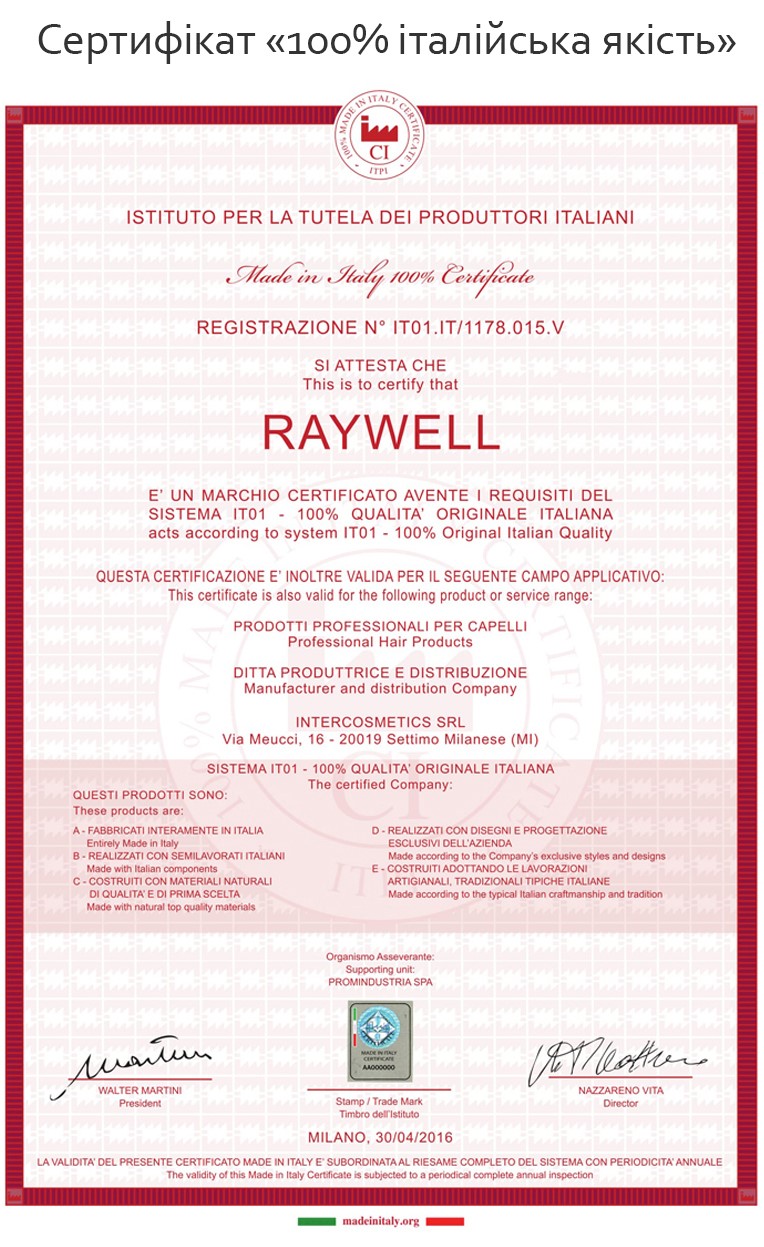 Сертифікат «100% італійська якість»
100% MADE IN ITALY CERTIFICATE
CI
ITPI
ISTITUTO PER LA TUTELA DEI PRODUTTORI ITALIANI
Made in Italy 100% Certificate
REGISTRAZIONE N° IT01.IT/1178.015.V
SI ATTESTA CHE
This is to certify that
RAYWELL
E' UN MARCHIO CERTIFICATO AVENTE I REQUISITI DEL
SISTEMA IT01 - 100% QUALITA' ORIGINALE ITALIANA
acts according to system IT01 - 100% Original Italian Quality
QUESTA CERTIFICAZIONE E' INOLTRE VALIDA PER IL SEGUENTE CAMPO APPLICATIVO:
This certificate is also valid for the following product or service range:
PRODOTTI PROFESSIONALI PER CAPELLI
Professional Hair Products
DITTA PRODUTTRICE E DISTRIBUZIONE
Manufacturer and distribution Company
INTERCOSMETICS SRL
Via Meucci, 16 - 20019 Settimo Milanese (MI)
SISTEMA IT01 - 100% QUALITA' ORIGINALE ITALIANA
The certified Company:
QUESTI PRODOTTI SONO:
These products are:
A - FABBRICATI INTERAMENTE IN ITALIA
Entirely Made in Italy
B - REALIZZATI CON SEMILAVORATI ITALIANI
Made with Italian components
C - COSTRUITI CON MATERIALI NATURALI
DI QUALITA' E DI PRIMA SCELTA
Made with natural top quality materials
D - REALIZZATI CON DISEGNI E PROGETTAZIONE
ESCLUSIVI DELL'AZIENDA
Made according to the Company's exclusive styles and designs
E - COSTRUITI ADOTTANDO LE LAVORAZIONI
ARTIGIANALI, TRADIZIONALI TIPICHE ITALIANE
Made according to the typical Italian craftmanship and tradition
Organismo Asseverante:
Supporting unit:
PROMINDUSTRIA SPA
MADE IN ITALY
CERTIFICATE
AA000000
WALTER MARTINI
President
Stamp / Trade Mark
Timbro dell'Istituto
NAZZARENO VITA
Director
MILANO, 30/04/2016
LA VALIDITA' DEL PRESENTE CERTIFICATO MADE IN ITALY E' SUBORDINATA AL RIESAME COMPLETO DEL SISTEMA CON PERIODICITA' ANNUALE
The validity of this Made in Italy Certificate is subjected to a periodical complete annual inspection
madeinitaly.org